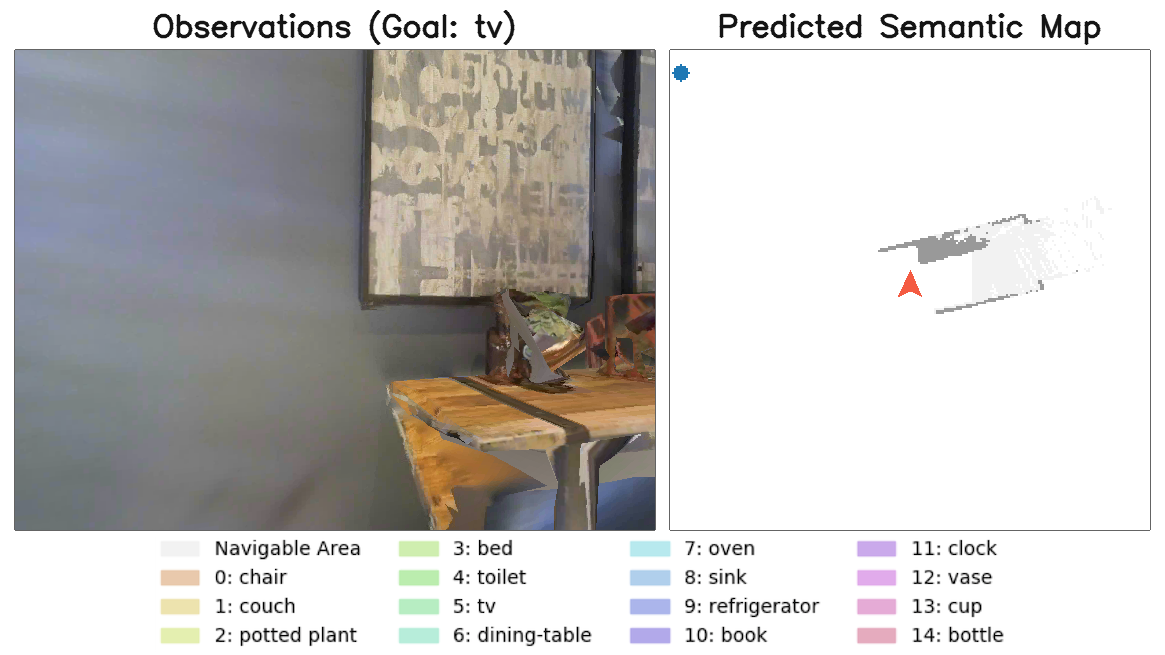 Observations (Goal: tv)
Predicted Semantic Map
34
Navigable Area
0: chair
1: couch
2: potted plant
3: bed
4: toilet
5: tv
6: dining-table
7: oven
8: sink
9: refrigerator
10: book
11: clock
12: vase
13: cup
14: bottle